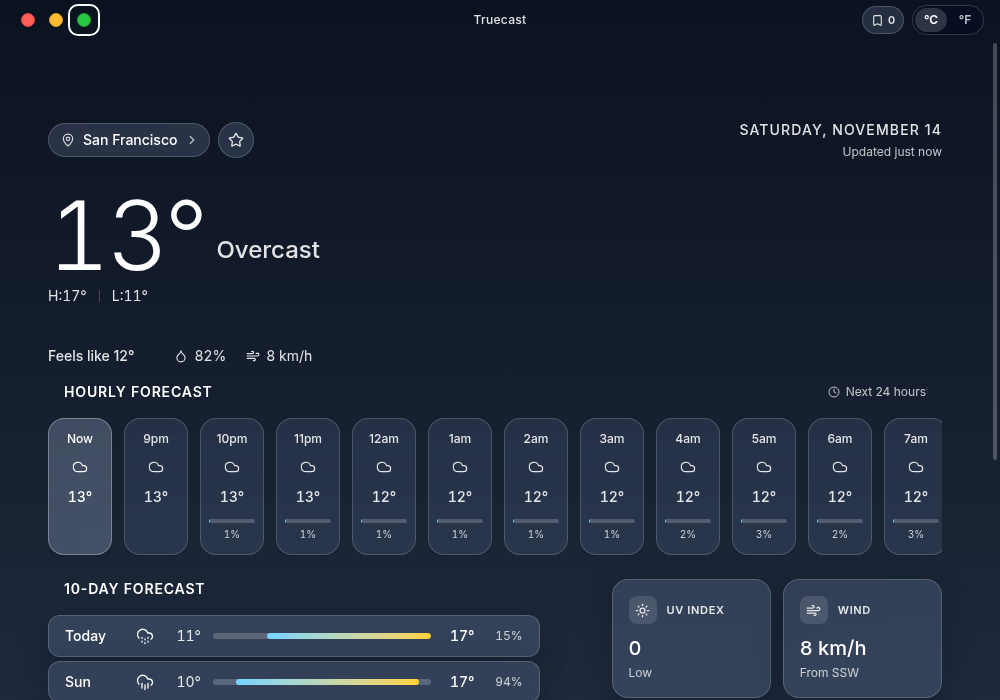 Truecast
0
°C
°F
San Francisco
SATURDAY, NOVEMBER 14
Updated just now
13°
Overcast
H:17°
L:11°
Feels like 12°
82%
8 km/h
HOURLY FORECAST
Next 24 hours
Now
13°
9pm
13°
10pm
13°
1%
11pm
13°
1%
12am
12°
1%
1am
12°
1%
2am
12°
1%
3am
12°
1%
4am
12°
2%
5am
12°
3%
6am
12°
2%
7am
12°
3%
10-DAY FORECAST
Today
11°
17°
15%
Sun
10°
17°
94%
UV INDEX
0
Low
WIND
8 km/h
From SSW